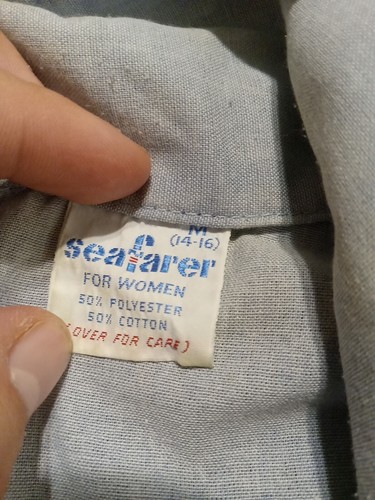 M
(14-16)
seafarer
FOR WOMEN
50% POLYESTER
50% COTTON
(OVER FOR CARE)